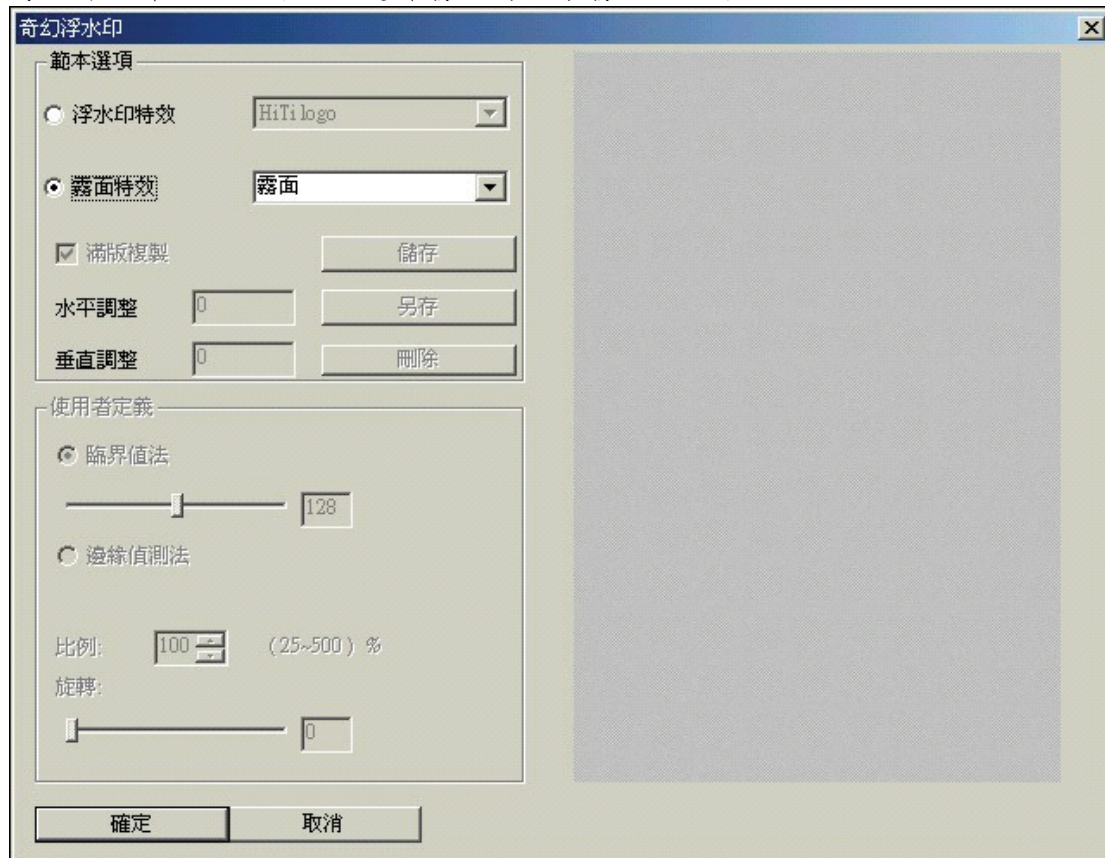 奇幻浮水印
範本選項
浮水印特效 HiTi logo
霧面特效 霧面
滿版複製 儲存
水平調整 0 另存
垂直調整 0 刪除
使用者定義
臨界值法
128
邊緣偵測法
比例: 100 (25~500) %
旋轉:
0
確定 取消